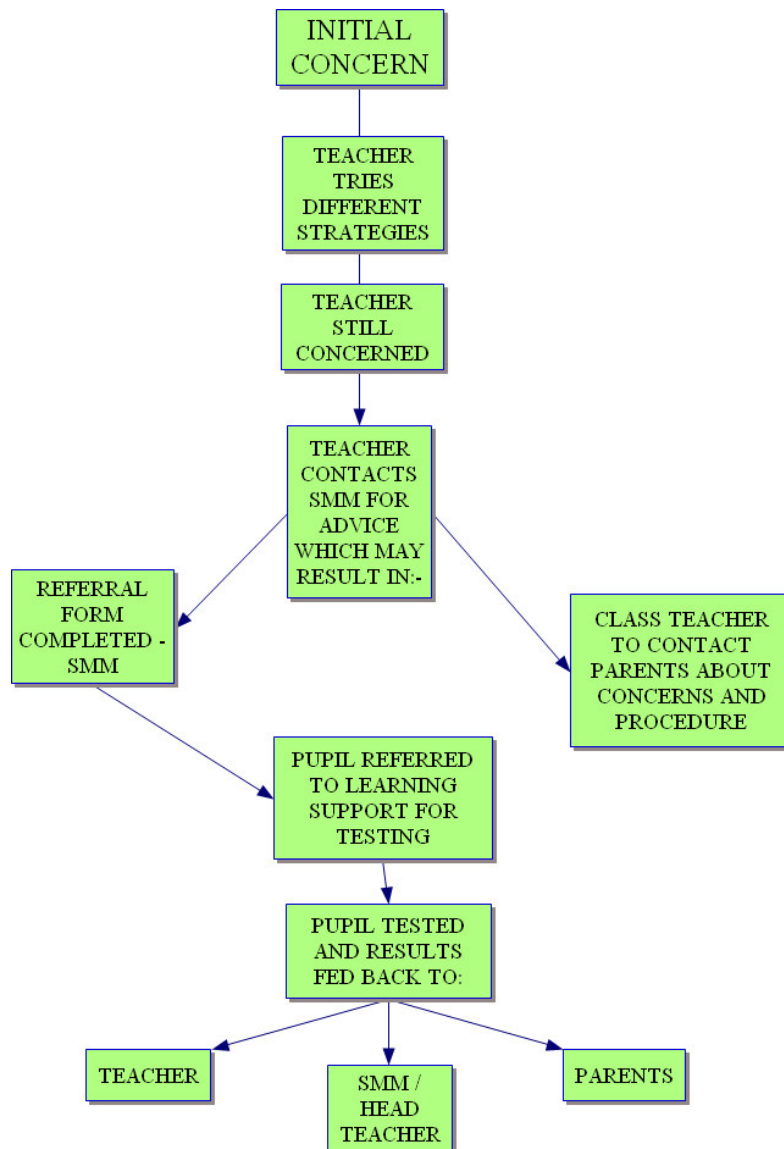 INITIAL
CONCERN
TEACHER
TRIES
DIFFERENT
STRATEGIES
TEACHER
STILL
CONCERNED
TEACHER
CONTACTS
SMM FOR
ADVICE
WHICH MAY
RESULT IN:-
REFERRAL
FORM
COMPLETED -
SMM
CLASS TEACHER
TO CONTACT
PARENTS ABOUT
CONCERNS AND
PROCEDURE
PUPIL REFERRED
TO LEARNING
SUPPORT FOR
TESTING
PUPIL TESTED
AND RESULTS
FED BACK TO:
TEACHER
SMM /
HEAD
TEACHER
PARENTS